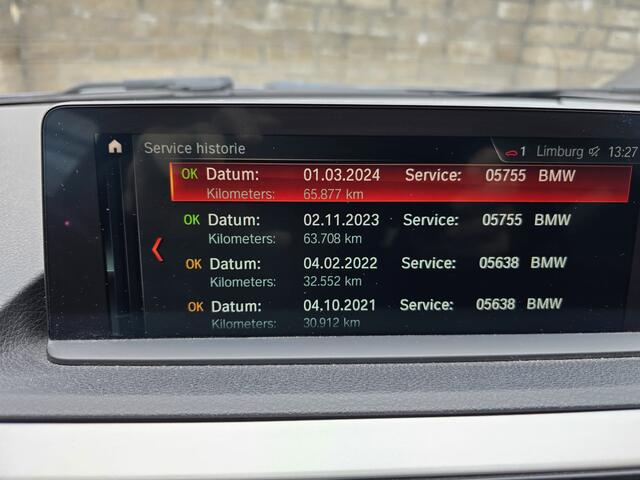 Service historie 1 Limburg 13:27
OK Datum: 01.03.2024 Service: 05755 BMW
Kilometers: 65.877 km
OK Datum: 02.11.2023 Service: 05755 BMW
Kilometers: 63.708 km
OK Datum: 04.02.2022 Service: 05638 BMW
Kilometers: 32.552 km
OK Datum: 04.10.2021 Service: 05638 BMW
Kilometers: 30.912 km